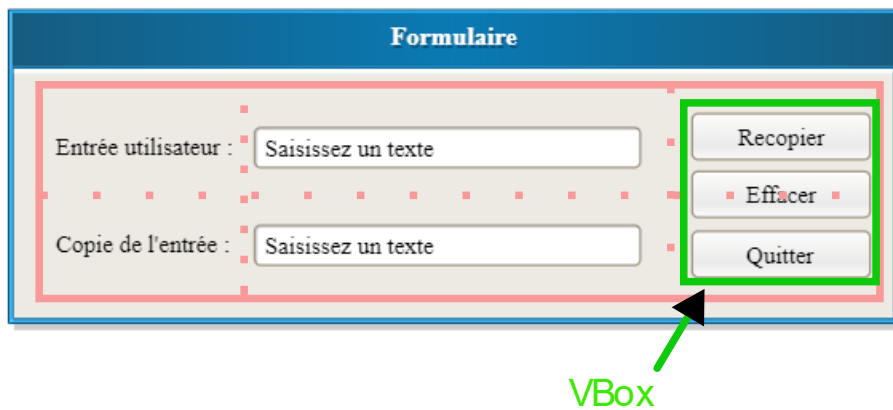 Formulaire
Entrée utilisateur :
Saisissez un texte
Recopier
Effacer
Copie de l'entrée :
Saisissez un texte
Quitter
VBox